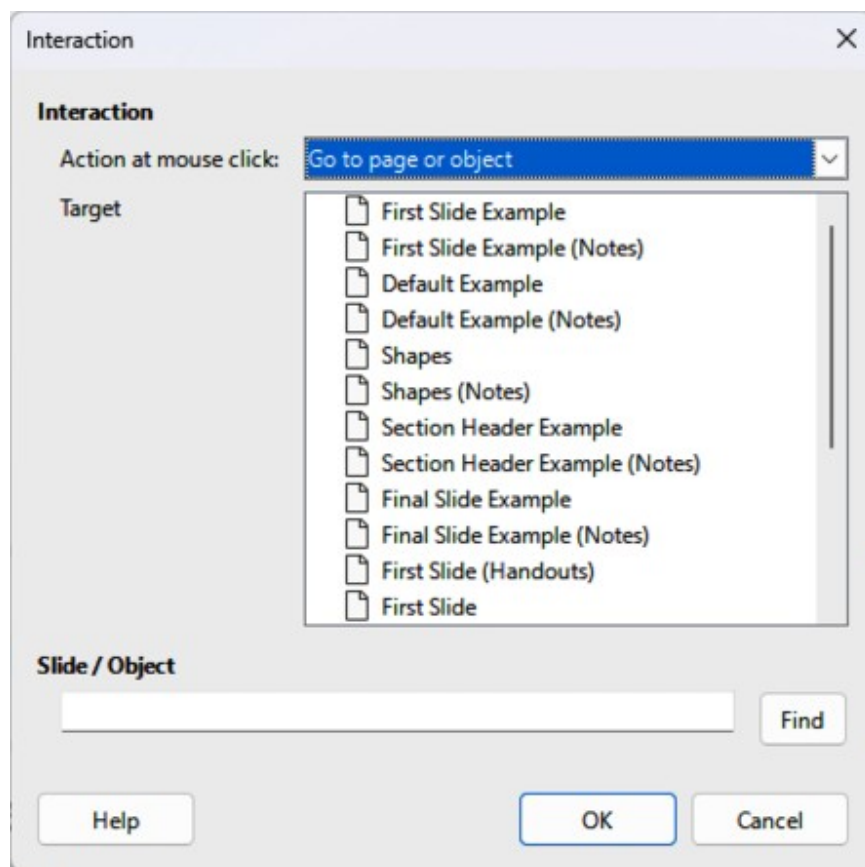 Interaction
Interaction
Action at mouse click: Go to page or object
Target
First Slide Example
First Slide Example (Notes)
Default Example
Default Example (Notes)
Shapes
Shapes (Notes)
Section Header Example
Section Header Example (Notes)
Final Slide Example
Final Slide Example (Notes)
First Slide (Handouts)
First Slide
Slide / Object
Find
Help OK Cancel